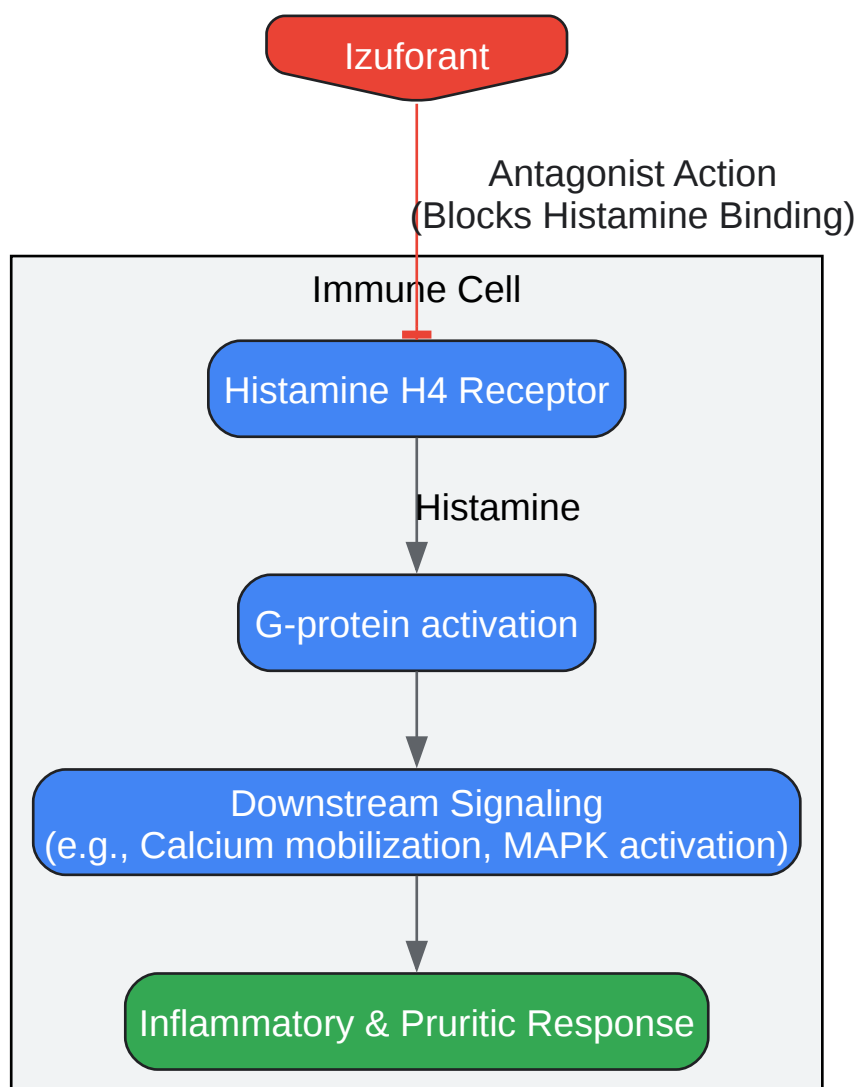 Izuforant
Antagonist Action
(Blocks Histamine Binding)
Immune Cell
Histamine H4 Receptor
Histamine
G-protein activation
Downstream Signaling
(e.g., Calcium mobilization, MAPK activation)
Inflammatory & Pruritic Response